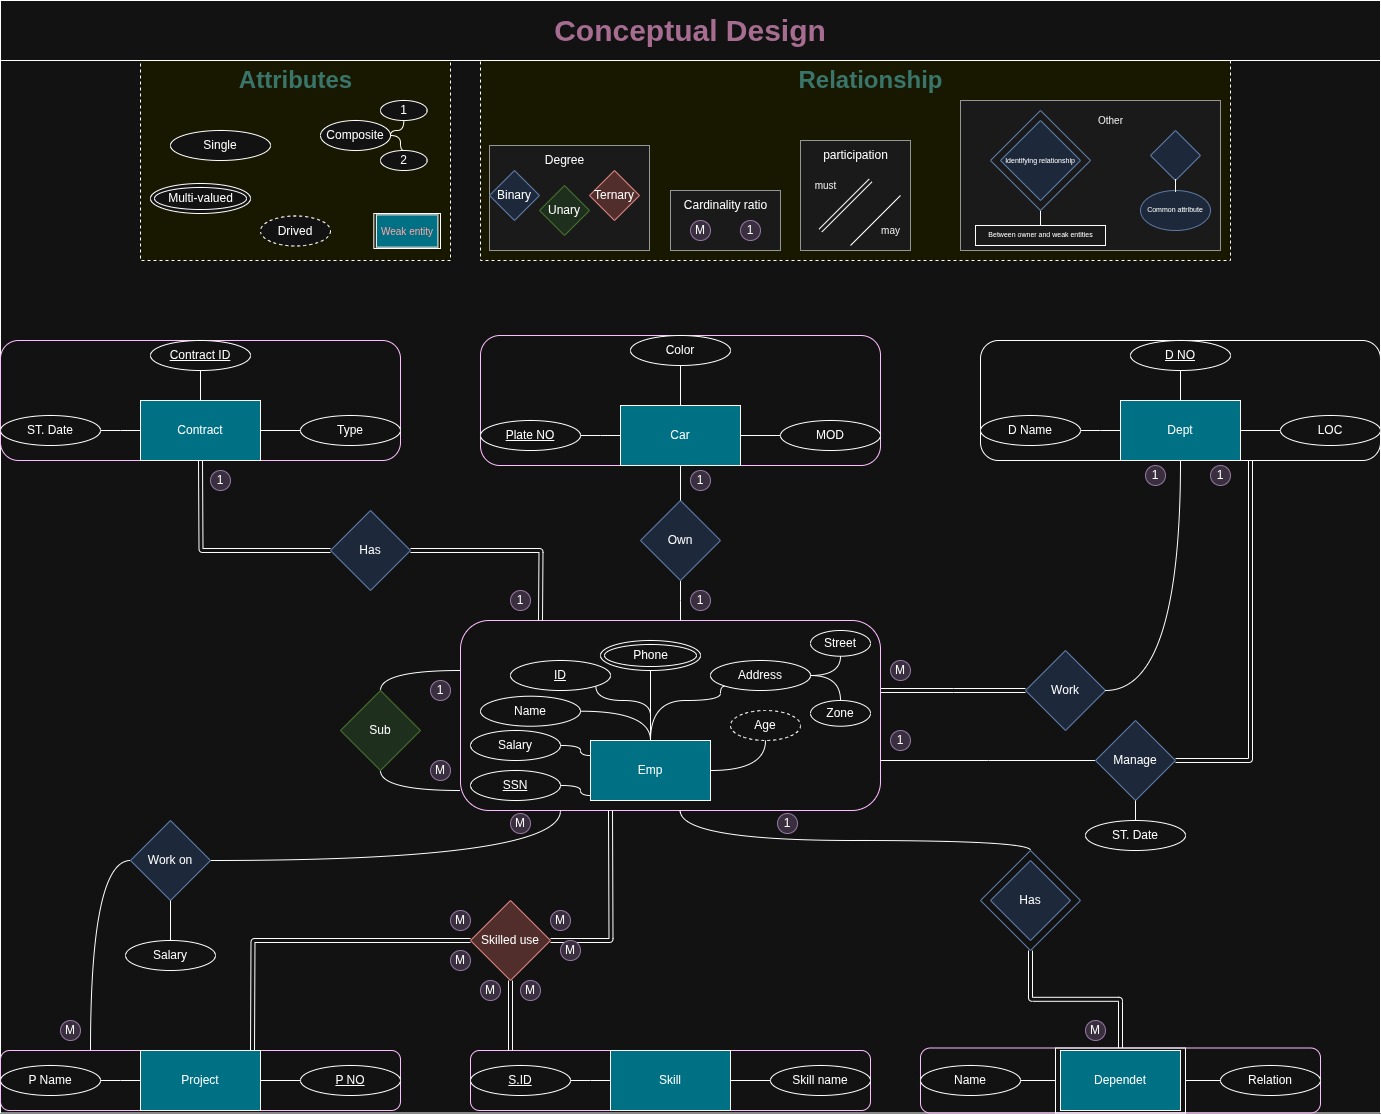 Conceptual Design
Attributes
Single
Composite
1
2
Multi-valued
Drived
Weak entity
Relationship
Degree
Binary
Unary
Ternary
Cardinality ratio
M
1
participation
must
may
Other
Identifying relationship
Between owner and weak entities
Common attribute
Contract ID
ST. Date
Contract
Type
1
Color
Plate NO
Car
MOD
1
D NO
D Name
Dept
LOC
1
1
Has
1
Own
1
Street
Phone
ID
Address
Name
Zone
Age
Salary
SSN
Emp
1
Sub
M
M
Work
1
Manage
ST. Date
M
1
Work on
Salary
M
Has
M
M
Skilled use
M
M
M
M
M
M
P Name
Project
P NO
S.ID
Skill
Skill name
Name
Dependet
Relation